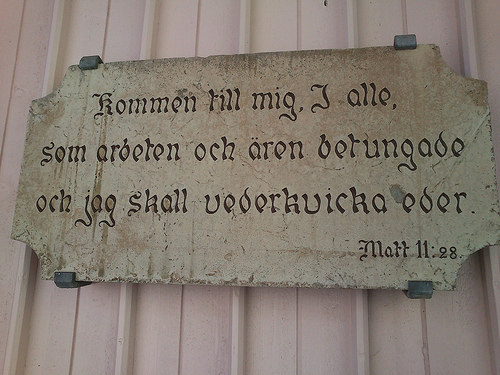 Kommen till mig, I alle,
som arbeten och ären betungade
och jag skall vederkvicka eder.
Matt 11:28.